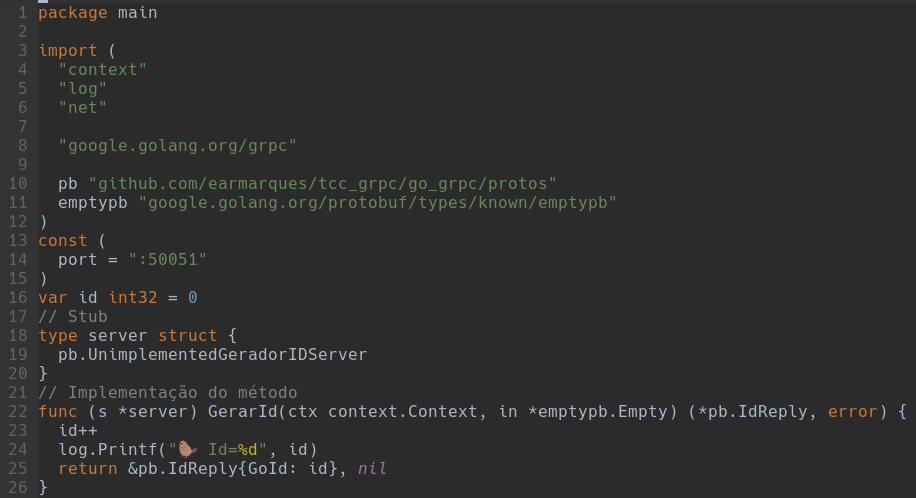 1 package main
2
3 import (
4   "context"
5   "log"
6   "net"
7
8   "google.golang.org/grpc"
9
10   pb "github.com/earmarques/tcc_grpc/go_grpc/protos"
11   emptypb "google.golang.org/protobuf/types/known/emptypb"
12 )
13 const (
14   port = ":50051"
15 )
16 var id int32 = 0
17 // Stub
18 type server struct {
19   pb.UnimplementedGeradorIDServer
20 }
21 // Implementação do método
22 func (s *server) GerarId(ctx context.Context, in *emptypb.Empty) (*pb.IdReply, error) {
23   id++
24   log.Printf("🦫 Id=%d", id)
25   return &pb.IdReply{GoId: id}, nil
26 }